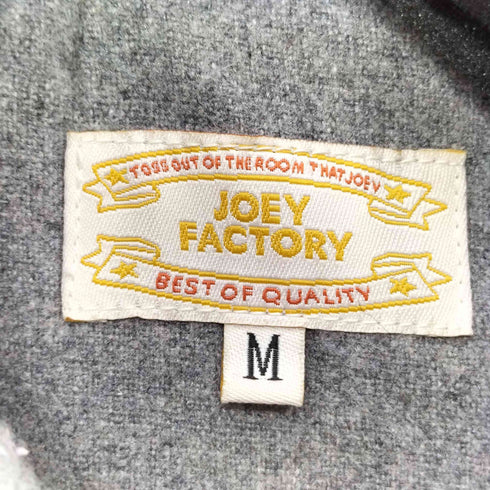 TOSS OUT OF THE ROOM THAT JOEY
JOEY
FACTORY
BEST OF QUALITY
M